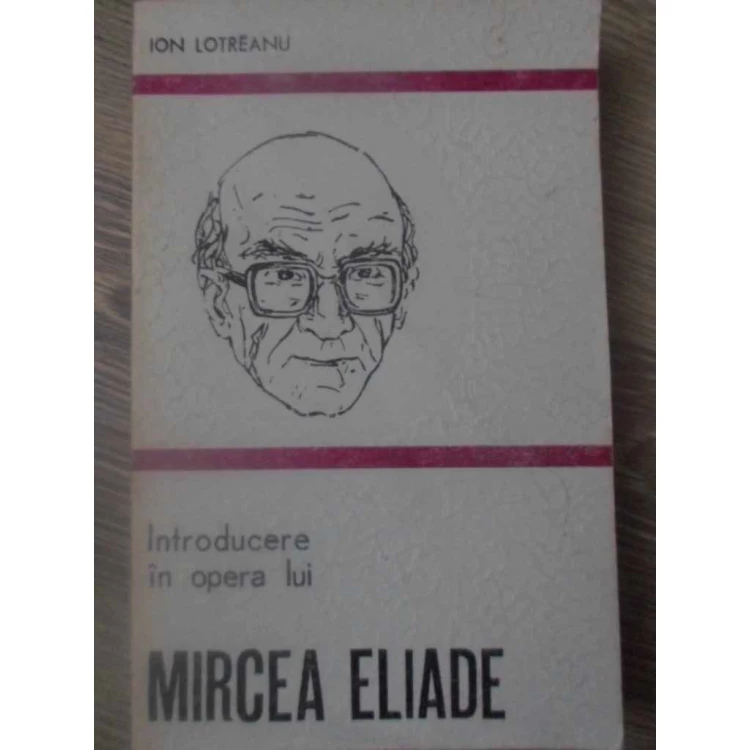 ION LOTREANU
Introducere
în opera lui
MIRCEA ELIADE